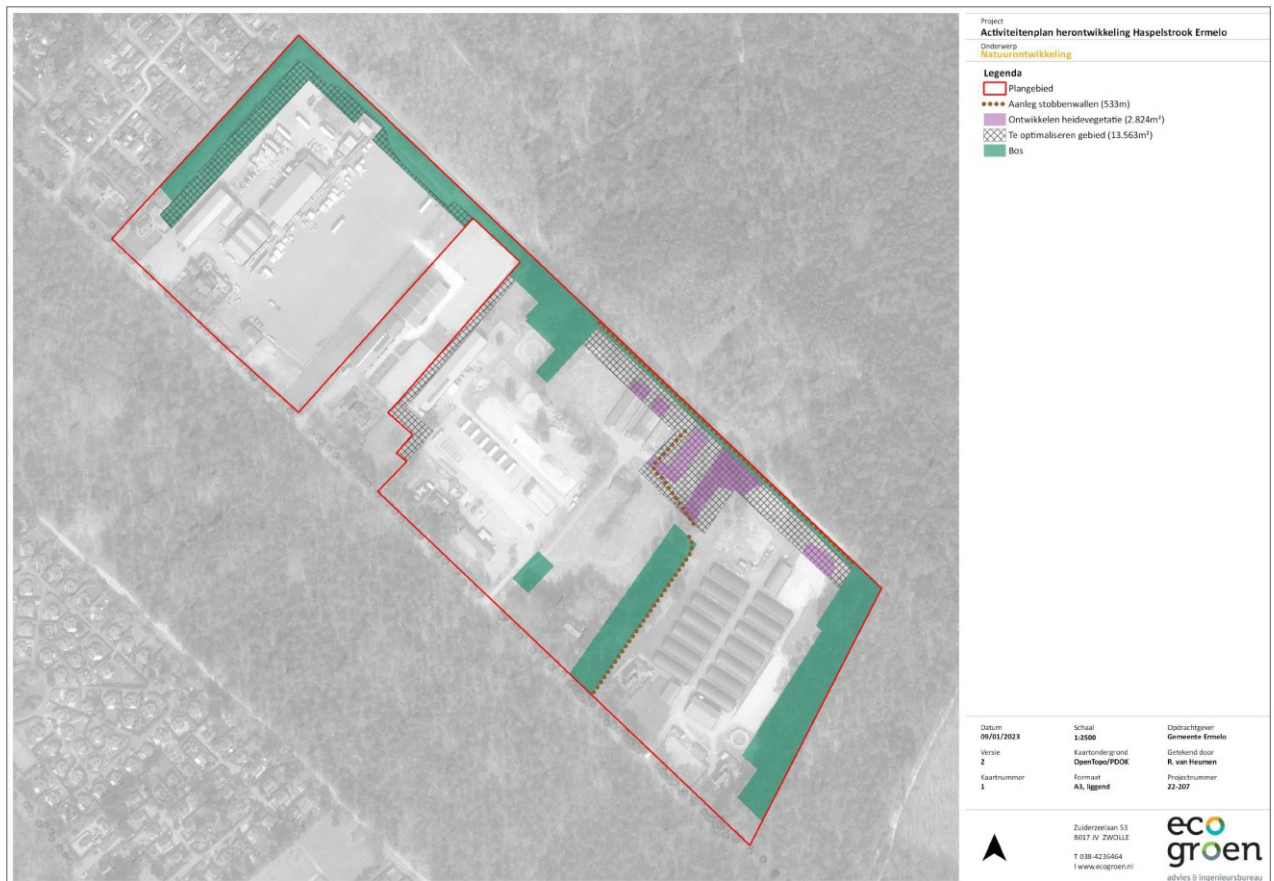 Project
Activiteitenplan herontwikkeling Haspelstrook Ermelo
Onderwerp
Natuurontwikkeling
Legenda
Plangebied
Aanleg stobbenwallen (533m)
Ontwikkelen heidevegetatie (2.824m²)
Te optimaliseren gebied (13.563m²)
Bos
Datum
09/01/2023
Schaal
1:2500
Opdrachtgever
Gemeente Ermelo
Versie
2
Kaartondergrond
OpenTopo/PDOK
Getekend door
R. van Heumen
Kaartnummer
1
Formaat
A3, liggend
Projectnummer
22-207
Zuiderzeelaan 53
8017 JV ZWOLLE
T 038-4236464
I www.ecogroen.nl
eco
groen
advies & ingenieursbureau